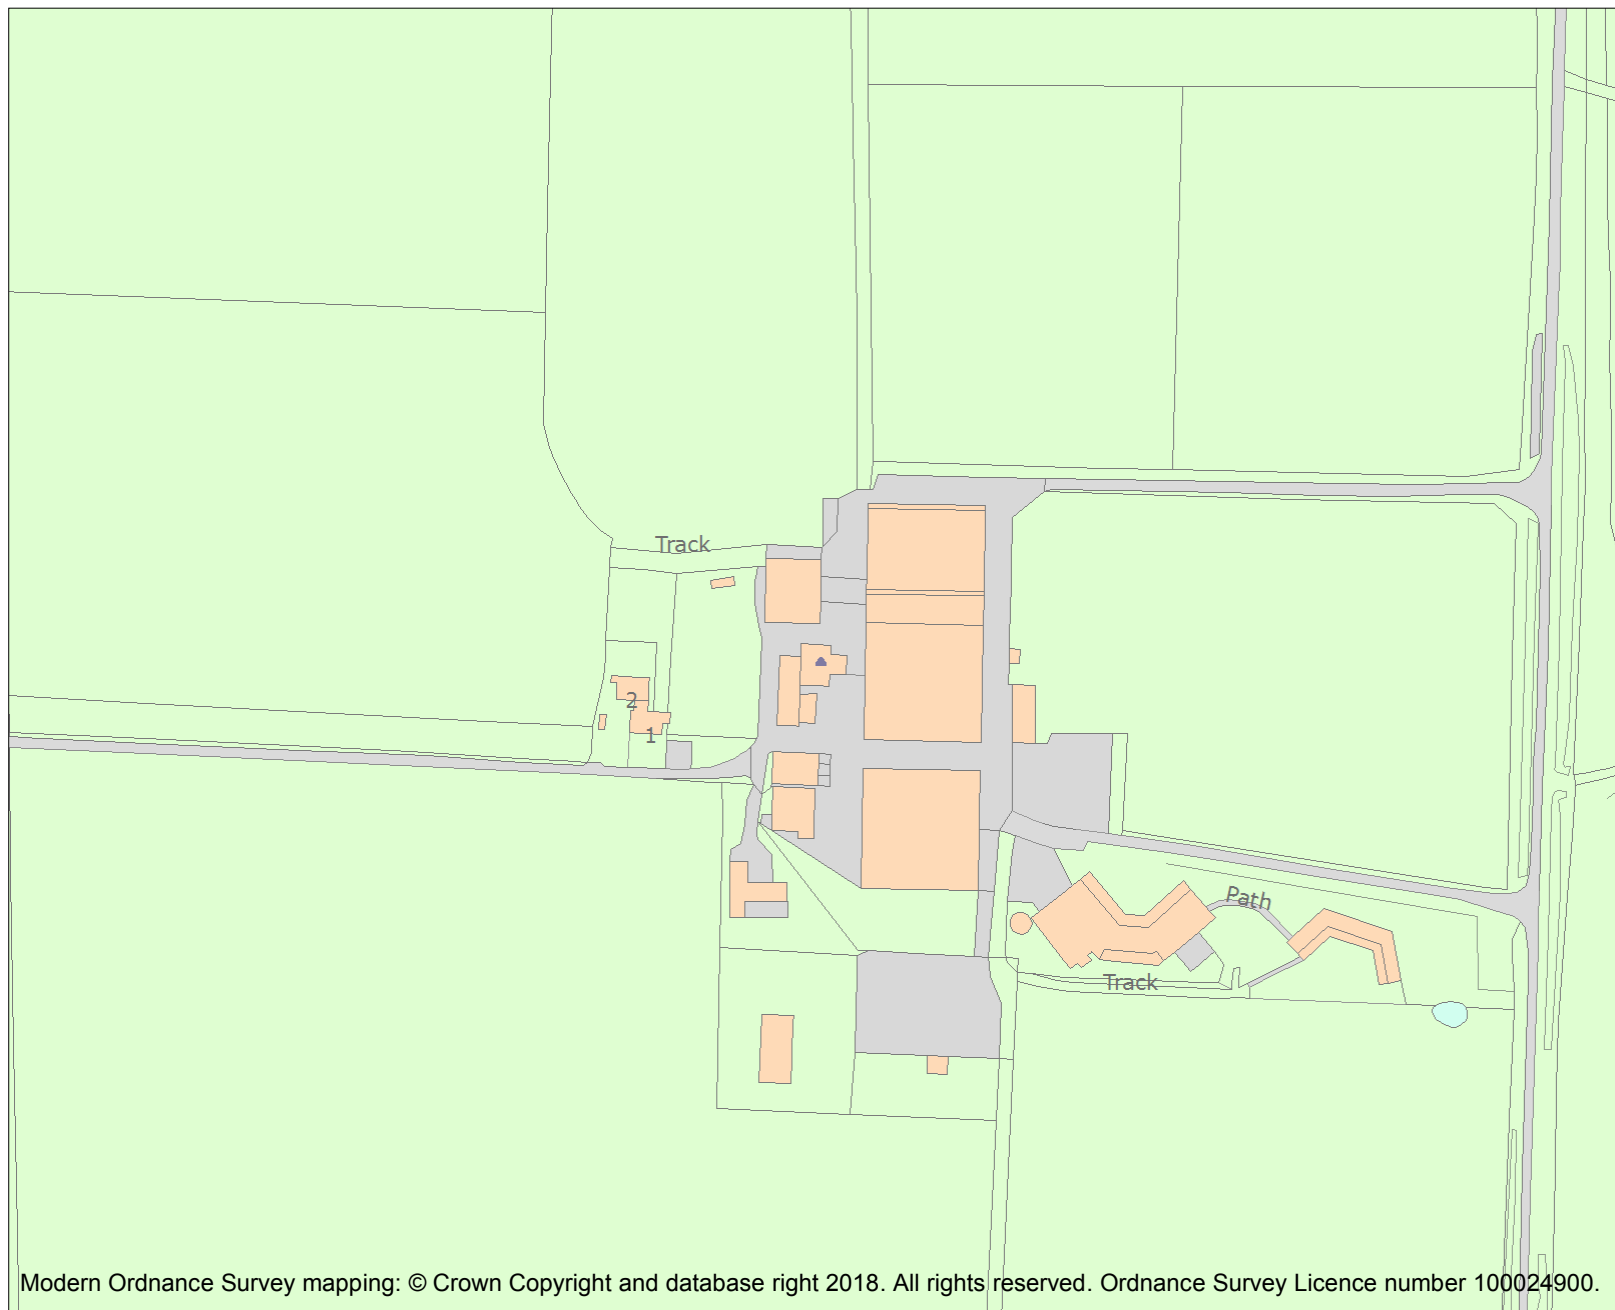 Track
2
1
Path
Track
Modern Ordnance Survey mapping: © Crown Copyright and database right 2018. All rights reserved. Ordnance Survey Licence number 100024900.